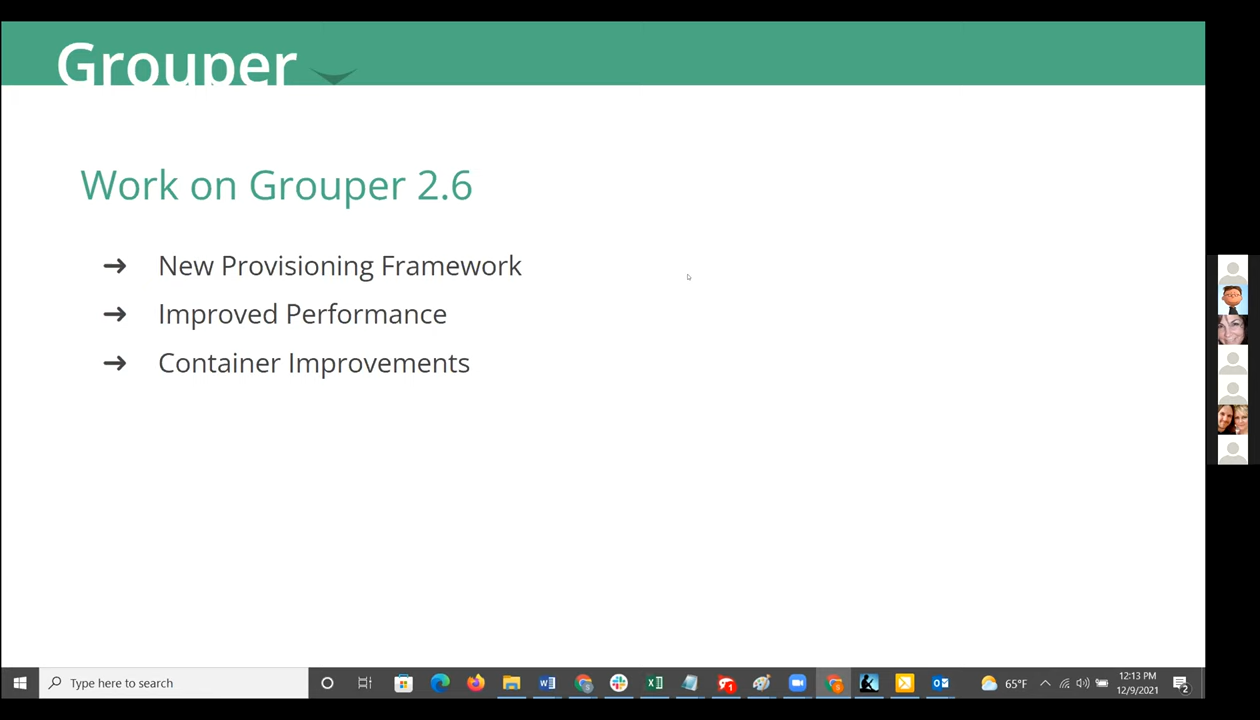 Grouper
Work on Grouper 2.6
➔ New Provisioning Framework
➔ Improved Performance
➔ Container Improvements
Type here to search
65°F
12:13 PM
12/9/2021
2